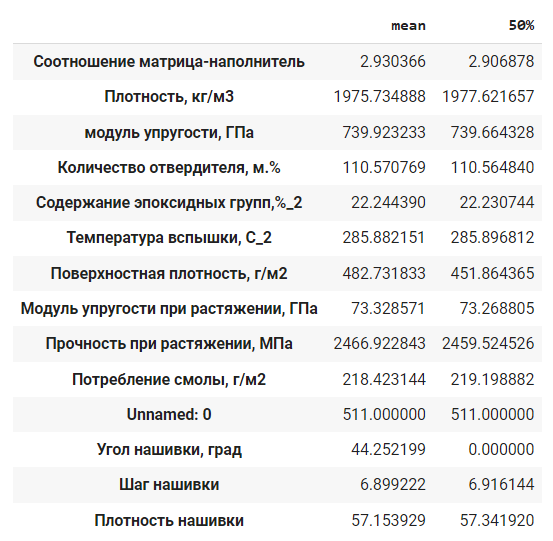 mean 50%
Соотношение матрица-наполнитель 2.930366 2.906878
Плотность, кг/м3 1975.734888 1977.621657
модуль упругости, ГПа 739.923233 739.664328
Количество отвердителя, м.% 110.570769 110.564840
Содержание эпоксидных групп,%_2 22.244390 22.230744
Температура вспышки, С_2 285.882151 285.896812
Поверхностная плотность, г/м2 482.731833 451.864365
Модуль упругости при растяжении, ГПа 73.328571 73.268805
Прочность при растяжении, МПа 2466.922843 2459.524526
Потребление смолы, г/м2 218.423144 219.198882
Unnamed: 0 511.000000 511.000000
Угол нашивки, град 44.252199 0.000000
Шаг нашивки 6.899222 6.916144
Плотность нашивки 57.153929 57.341920